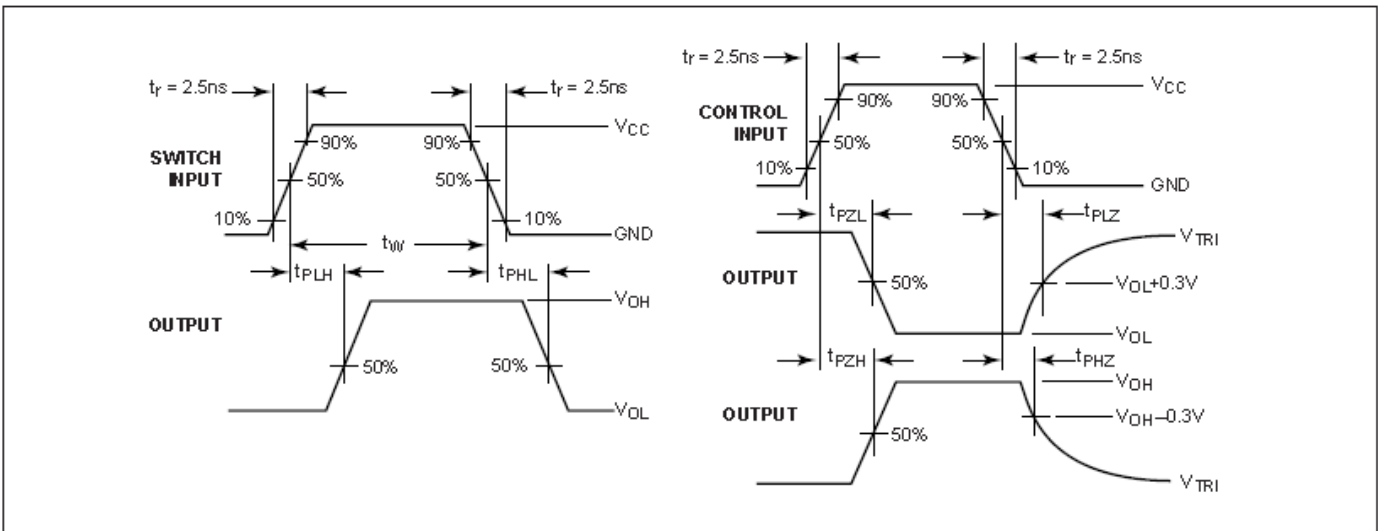 tr = 2.5ns
tr = 2.5ns
VCC
90%
90%
SWITCH
INPUT
50%
50%
10%
10%
GND
tW
tPLH
tPHL
VOH
OUTPUT
50%
50%
VOL
tr = 2.5ns
tr = 2.5ns
VCC
90%
90%
CONTROL
INPUT
50%
50%
10%
10%
GND
tPZL
tPLZ
VTRI
OUTPUT
50%
VOL+0.3V
VOL
tPZH
tPHZ
VOH
OUTPUT
VOH–0.3V
50%
VTRI